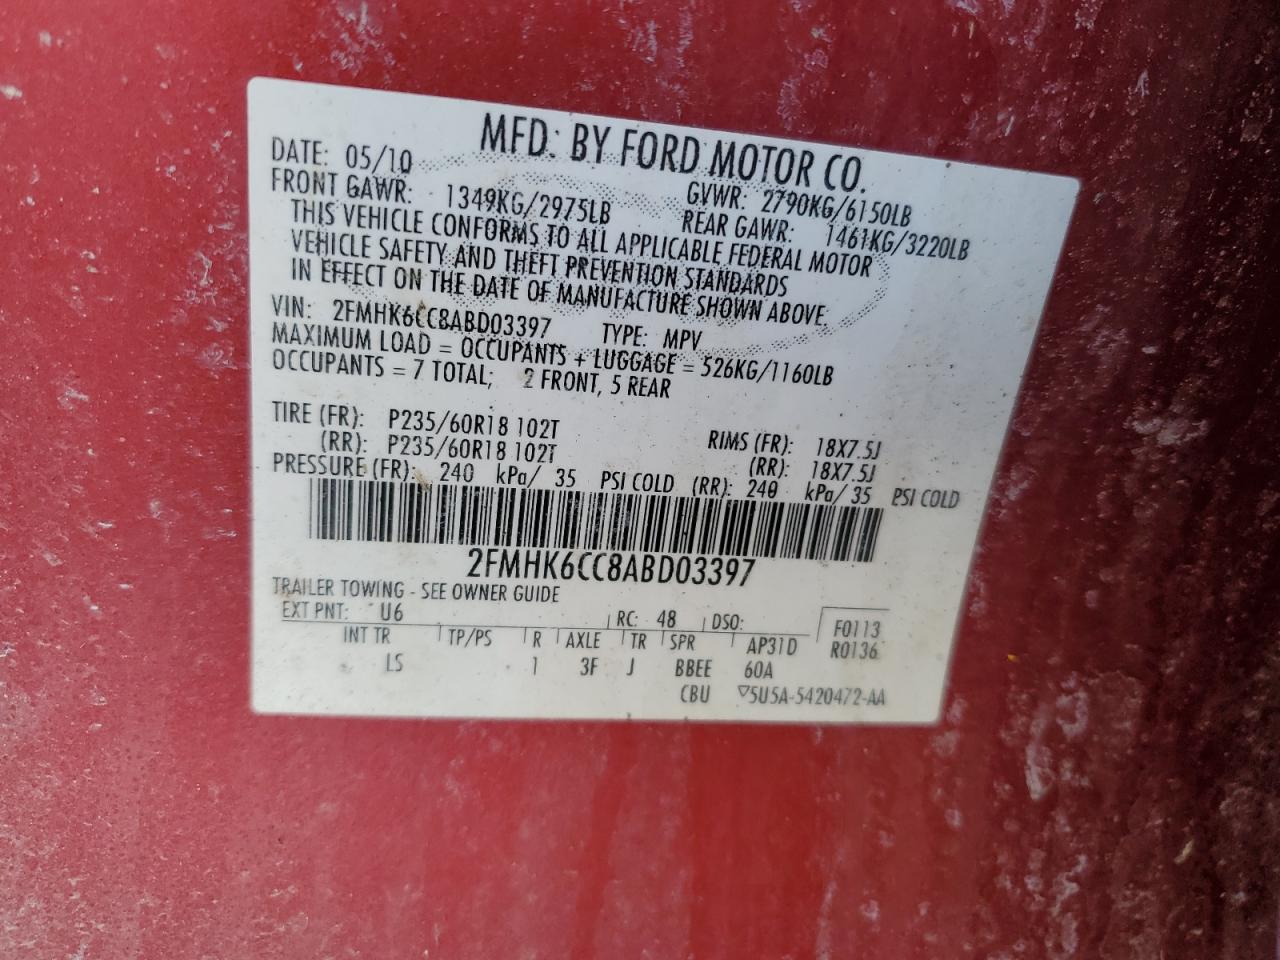 MFD. BY FORD MOTOR CO.
DATE: 05/10 GVWR: 2790KG/6150LB
FRONT GAWR: 1349KG/2975LB REAR GAWR: 1461KG/3220LB
THIS VEHICLE CONFORMS TO ALL APPLICABLE FEDERAL MOTOR
VEHICLE SAFETY AND THEFT PREVENTION STANDARDS
IN EFFECT ON THE DATE OF MANUFACTURE SHOWN ABOVE.
VIN: 2FMHK6CC8ABD03397 TYPE: MPV
MAXIMUM LOAD = OCCUPANTS + LUGGAGE = 526KG/1160LB
OCCUPANTS = 7 TOTAL; 2 FRONT, 5 REAR
TIRE (FR): P235/60R18 102T RIMS (FR): 18X7.5J
(RR): P235/60R18 102T (RR): 18X7.5J
PRESSURE (FR): 240 kPa/ 35 PSI COLD (RR): 240 kPa/ 35 PSI COLD
2FMHK6CC8ABD03397
TRAILER TOWING - SEE OWNER GUIDE
EXT PNT: U6 RC: 48 DSO: F0113
INT TR TP/PS R AXLE TR SPR AP31D R0136
LS 1 3F J BBEE 60A
CBU ▽5U5A-5420472-AA